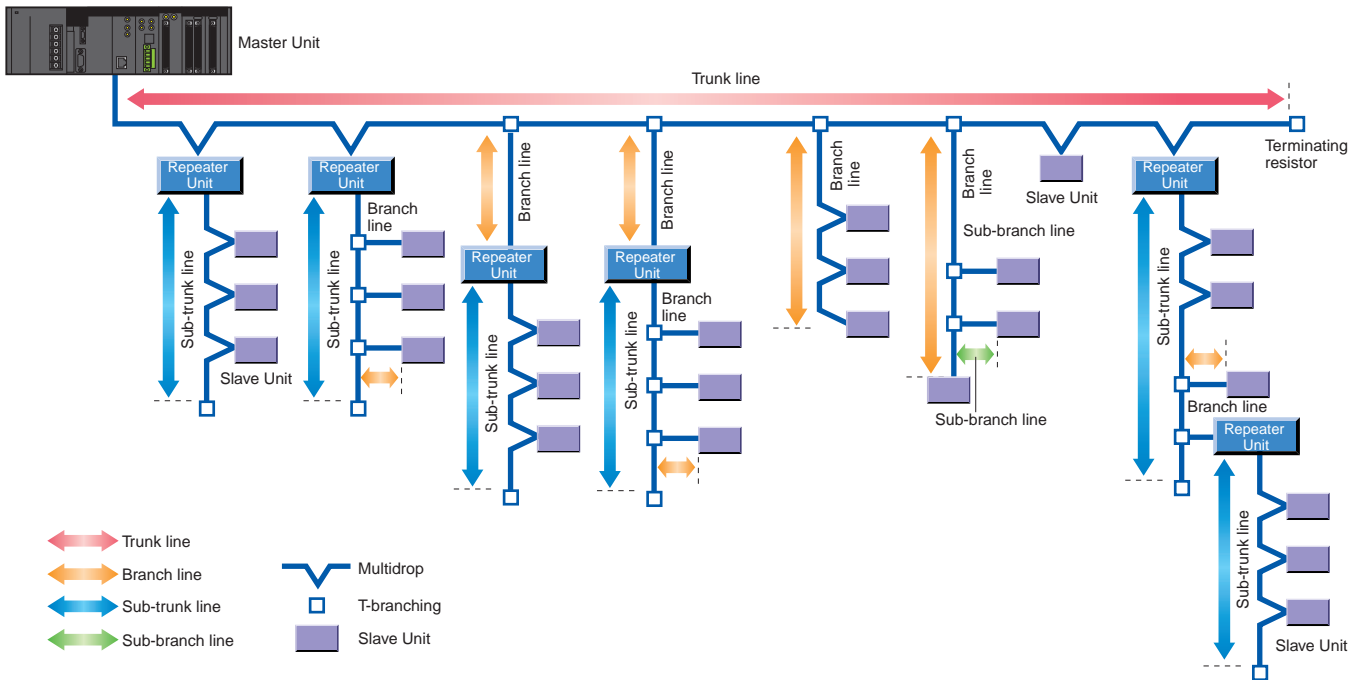 Master Unit
Trunk line
Terminating
resistor
Repeater
Unit
Repeater
Unit
Branch line
Branch line
Branch
line
Branch
line
Slave Unit
Repeater
Unit
Branch
line
Sub-trunk line
Sub-trunk line
Slave Unit
Repeater
Unit
Sub-trunk line
Repeater
Unit
Branch
line
Sub-trunk line
Sub-branch line
Sub-branch line
Sub-trunk line
Branch line
Repeater
Unit
Sub-trunk line
Slave Unit
Trunk line
Branch line
Sub-trunk line
Sub-branch line
Multidrop
T-branching
Slave Unit